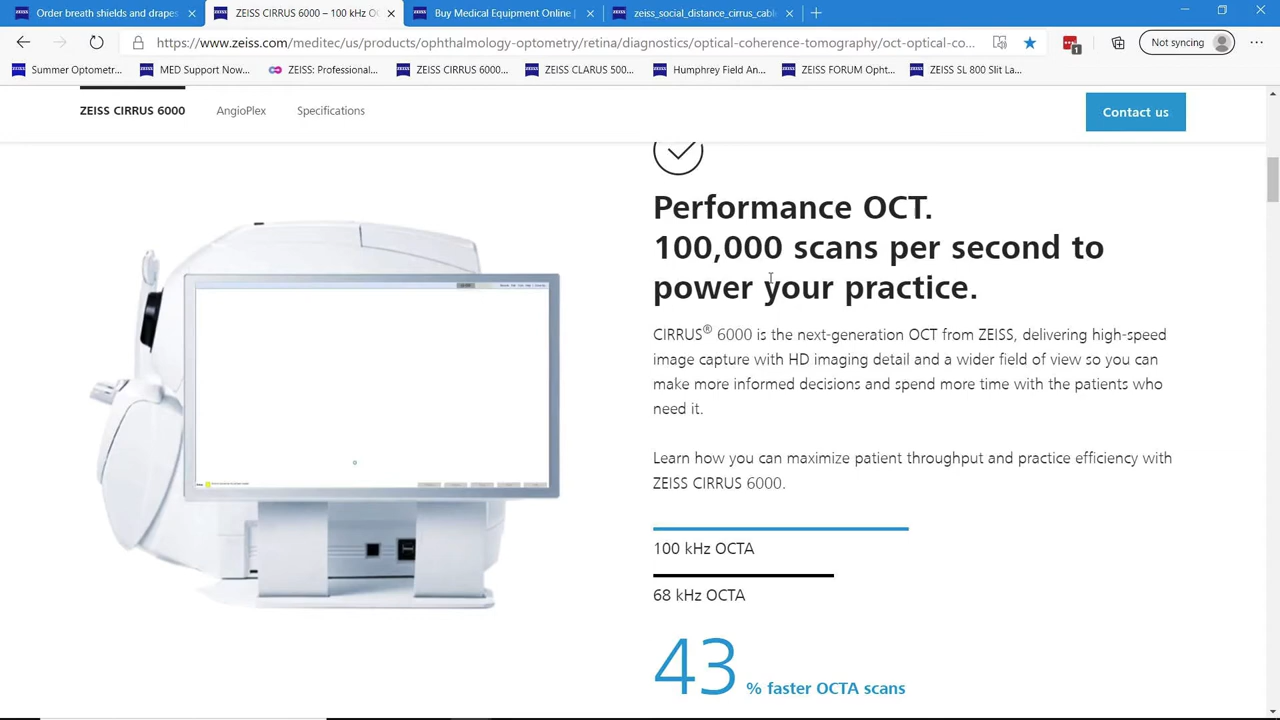 Order breath shields and drapes
ZEISS CIRRUS 6000 – 100 kHz O
Buy Medical Equipment Online |
zeiss_social_distance_cirrus_cabl
https://www.zeiss.com/meditec/us/products/ophthalmology-optometry/retina/diagnostics/optical-coherence-tomography/oct-optical-co...
1
Not syncing
Summer Optometr...
MED Support Now...
ZEISS: Professional...
ZEISS CIRRUS 6000...
ZEISS CLARUS 500...
Humphrey Field An...
ZEISS FORUM Opht...
ZEISS SL 800 Slit La...
ZEISS CIRRUS 6000
AngioPlex
Specifications
Contact us
Performance OCT.
100,000 scans per second to
power your practice.
CIRRUS® 6000 is the next-generation OCT from ZEISS, delivering high-speed
image capture with HD imaging detail and a wider field of view so you can
make more informed decisions and spend more time with the patients who
need it.
Learn how you can maximize patient throughput and practice efficiency with
ZEISS CIRRUS 6000.
100 kHz OCTA
68 kHz OCTA
43 % faster OCTA scans